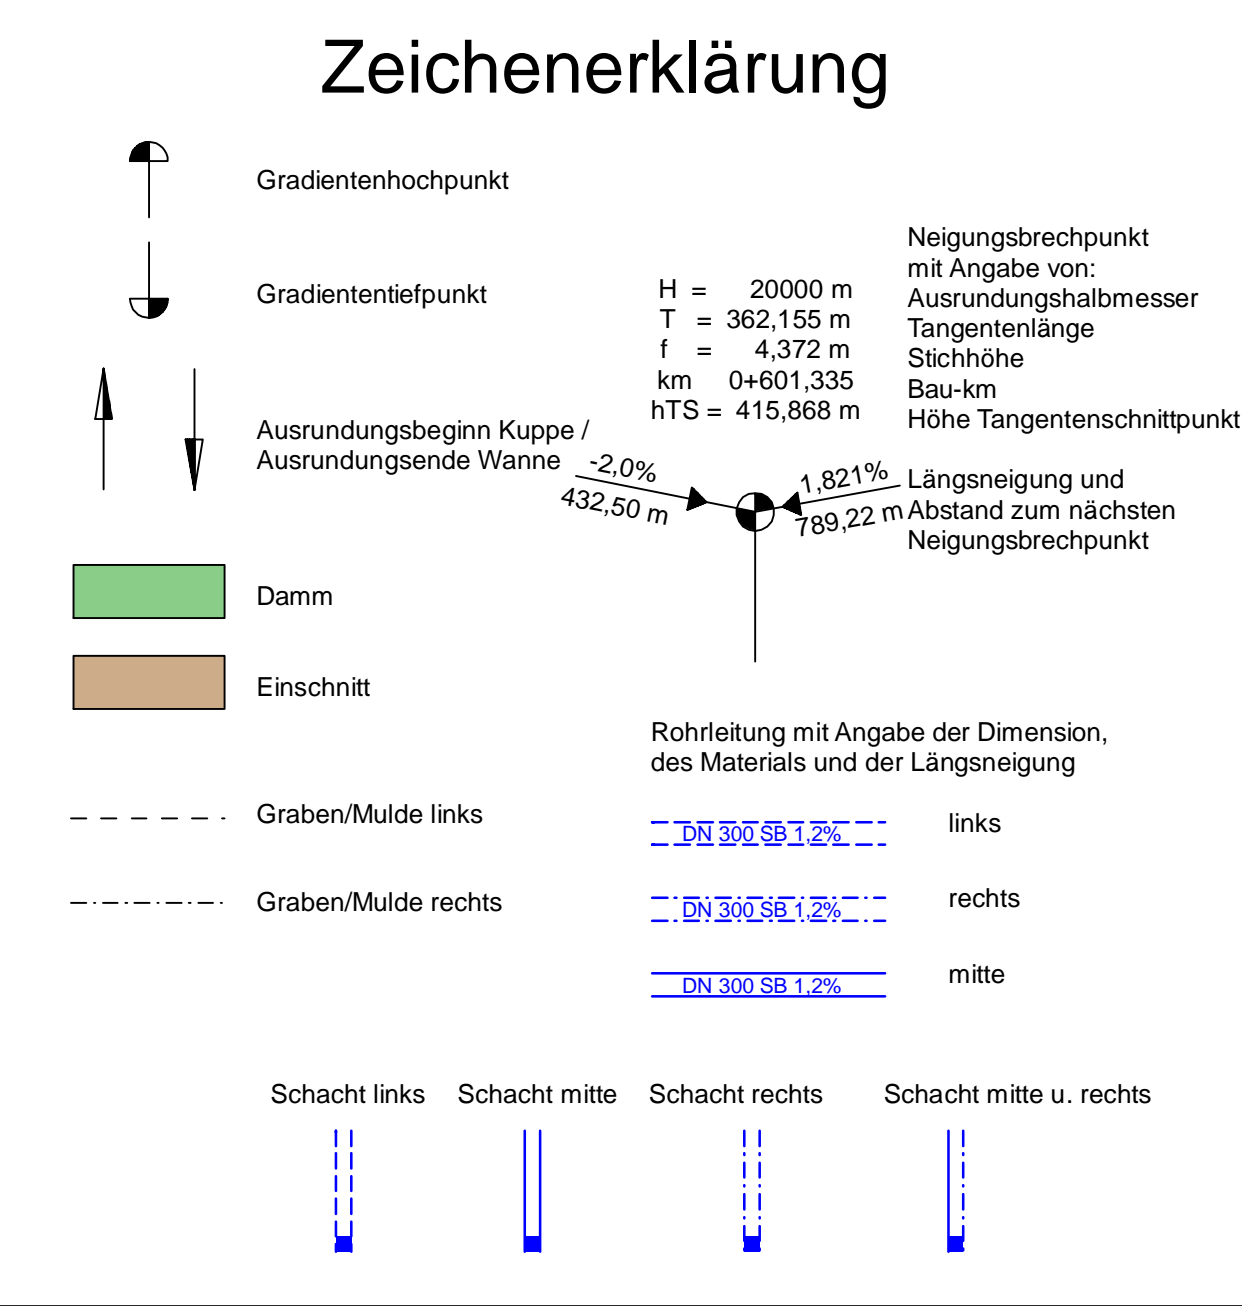 Zeichenerklärung
Gradientenhochpunkt
Gradiententiefpunkt
Ausrundungsbeginn Kuppe /
Ausrundungsende Wanne
Damm
Einschnitt
Graben/Mulde links
Graben/Mulde rechts
H = 20000 m
T = 362,155 m
f = 4,372 m
km 0+601,335
hTS = 415,868 m
Neigungsbrechpunkt
mit Angabe von:
Ausrundungshalbmesser
Tangentenlänge
Stichhöhe
Bau-km
Höhe Tangentenschnittpunkt
-2,0%
432,50 m
1,821%
789,22 m
Längsneigung und
Abstand zum nächsten
Neigungsbrechpunkt
Rohrleitung mit Angabe der Dimension,
des Materials und der Längsneigung
DN 300 SB 1,2% links
DN 300 SB 1,2% rechts
DN 300 SB 1,2% mitte
Schacht links Schacht mitte Schacht rechts Schacht mitte u. rechts